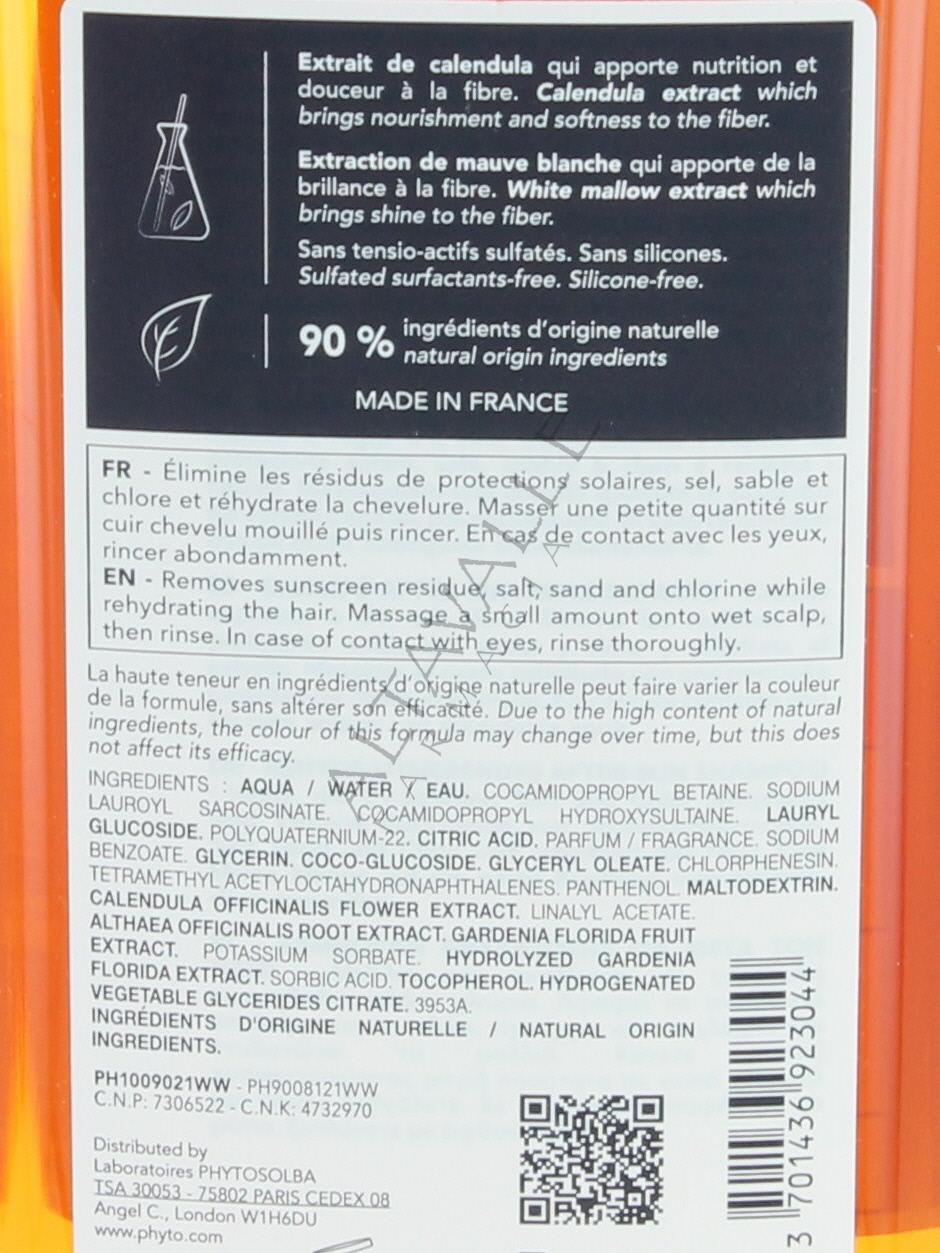 Extrait de calendula qui apporte nutrition et
douceur à la fibre. Calendula extract which
brings nourishment and softness to the fiber.
Extraction de mauve blanche qui apporte de la
brillance à la fibre. White mallow extract which
brings shine to the fiber.
Sans tensio-actifs sulfatés. Sans silicones.
Sulfated surfactants-free. Silicone-free.
90 % ingrédients d'origine naturelle
natural origin ingredients
MADE IN FRANCE
FR - Élimine les résidus de protections solaires, sel, sable et
chlore et réhydrate la chevelure. Masser une petite quantité sur
cuir chevelu mouillé puis rincer. En cas de contact avec les yeux,
rincer abondamment.
EN - Removes sunscreen residue, salt, sand and chlorine while
rehydrating the hair. Massage a small amount onto wet scalp,
then rinse. In case of contact with eyes, rinse thoroughly.
La haute teneur en ingrédients d'origine naturelle peut faire varier la couleur
de la formule, sans altérer son efficacité. Due to the high content of natural
ingredients, the colour of this formula may change over time, but this does
not affect its efficacy.
INGREDIENTS : AQUA / WATER / EAU. COCAMIDOPROPYL BETAINE. SODIUM
LAUROYL SARCOSINATE. COCAMIDOPROPYL HYDROXYSULTAINE. LAURYL
GLUCOSIDE. POLYQUATERNIUM-22. CITRIC ACID. PARFUM / FRAGRANCE. SODIUM
BENZOATE. GLYCERIN. COCO-GLUCOSIDE. GLYCERYL OLEATE. CHLORPHENESIN.
TETRAMETHYL ACETYLOCTAHYDRONAPHTHALENES. PANTHENOL. MALTODEXTRIN.
CALENDULA OFFICINALIS FLOWER EXTRACT. LINALYL ACETATE.
ALTHAEA OFFICINALIS ROOT EXTRACT. GARDENIA FLORIDA FRUIT
EXTRACT. POTASSIUM SORBATE. HYDROLYZED GARDENIA
FLORIDA EXTRACT. SORBIC ACID. TOCOPHEROL. HYDROGENATED
VEGETABLE GLYCERIDES CITRATE. 3953A.
INGRÉDIENTS D'ORIGINE NATURELLE / NATURAL ORIGIN
INGREDIENTS.
PH1009021WW - PH9008121WW
C.N.P: 7306522 - C.N.K: 4732970
Distributed by
Laboratoires PHYTOSOLBA
TSA 30053 - 75802 PARIS CEDEX 08
Angel C., London W1H6DU
www.phyto.com
3 701436 923044
ALTAVALLE
FARMACIA